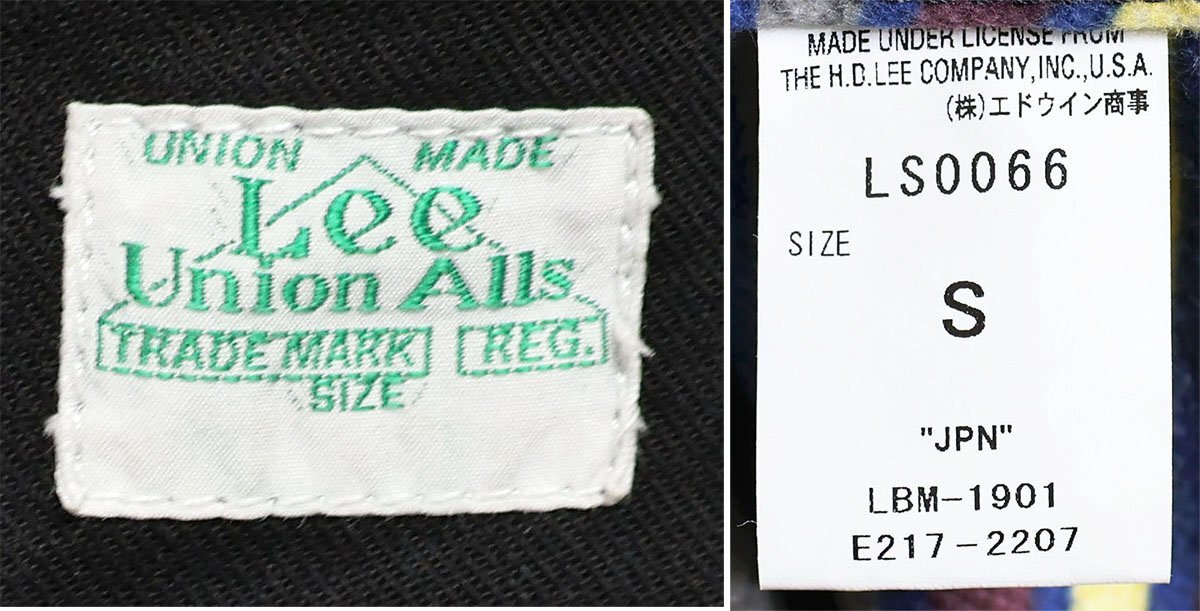 UNION MADE
Lee
Union Alls
TRADE MARK REG.
SIZE
MADE UNDER LICENSE FROM
THE H.D.LEE COMPANY,INC.,U.S.A.
(株)エドウイン商事
LS0066
SIZE
S
"JPN"
LBM-1901
E217-2207